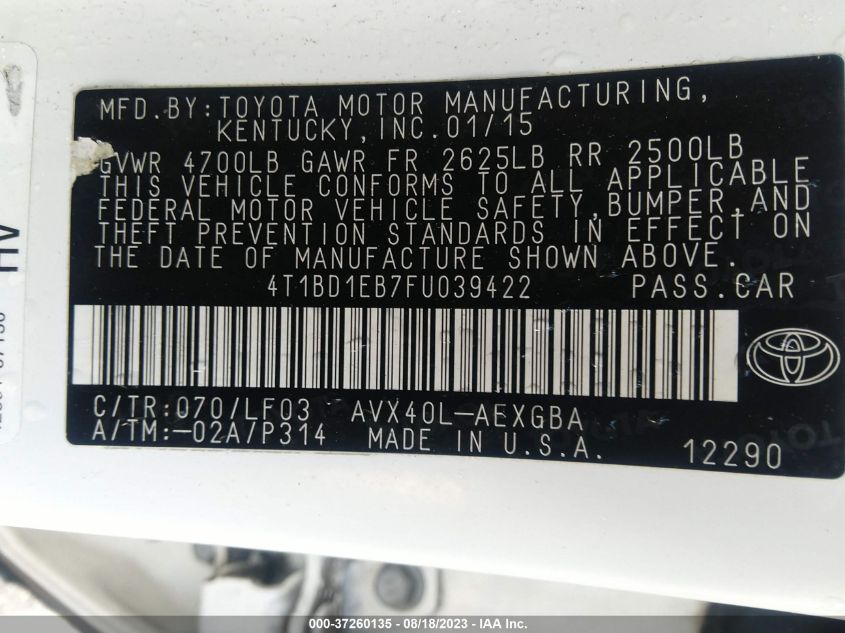 MFD.BY:TOYOTA MOTOR MANUFACTURING,
KENTUCKY,INC.01/15
GVWR 4700LB GAWR FR 2625LB RR 2500LB
THIS VEHICLE CONFORMS TO ALL APPLICABLE
FEDERAL MOTOR VEHICLE SAFETY,BUMPER,AND
THEFT PREVENTION STANDARDS IN EFFECT ON
THE DATE OF MANUFACTURE SHOWN ABOVE.
4T1BD1EB7FU039422 PASS.CAR
C/TR:070/LF03 AVX40L-AEXGBA
A/TM:-02A/P314 MADE IN U.S.A. 12290
HV
000-37260135 - 08/18/2023 - IAA Inc.